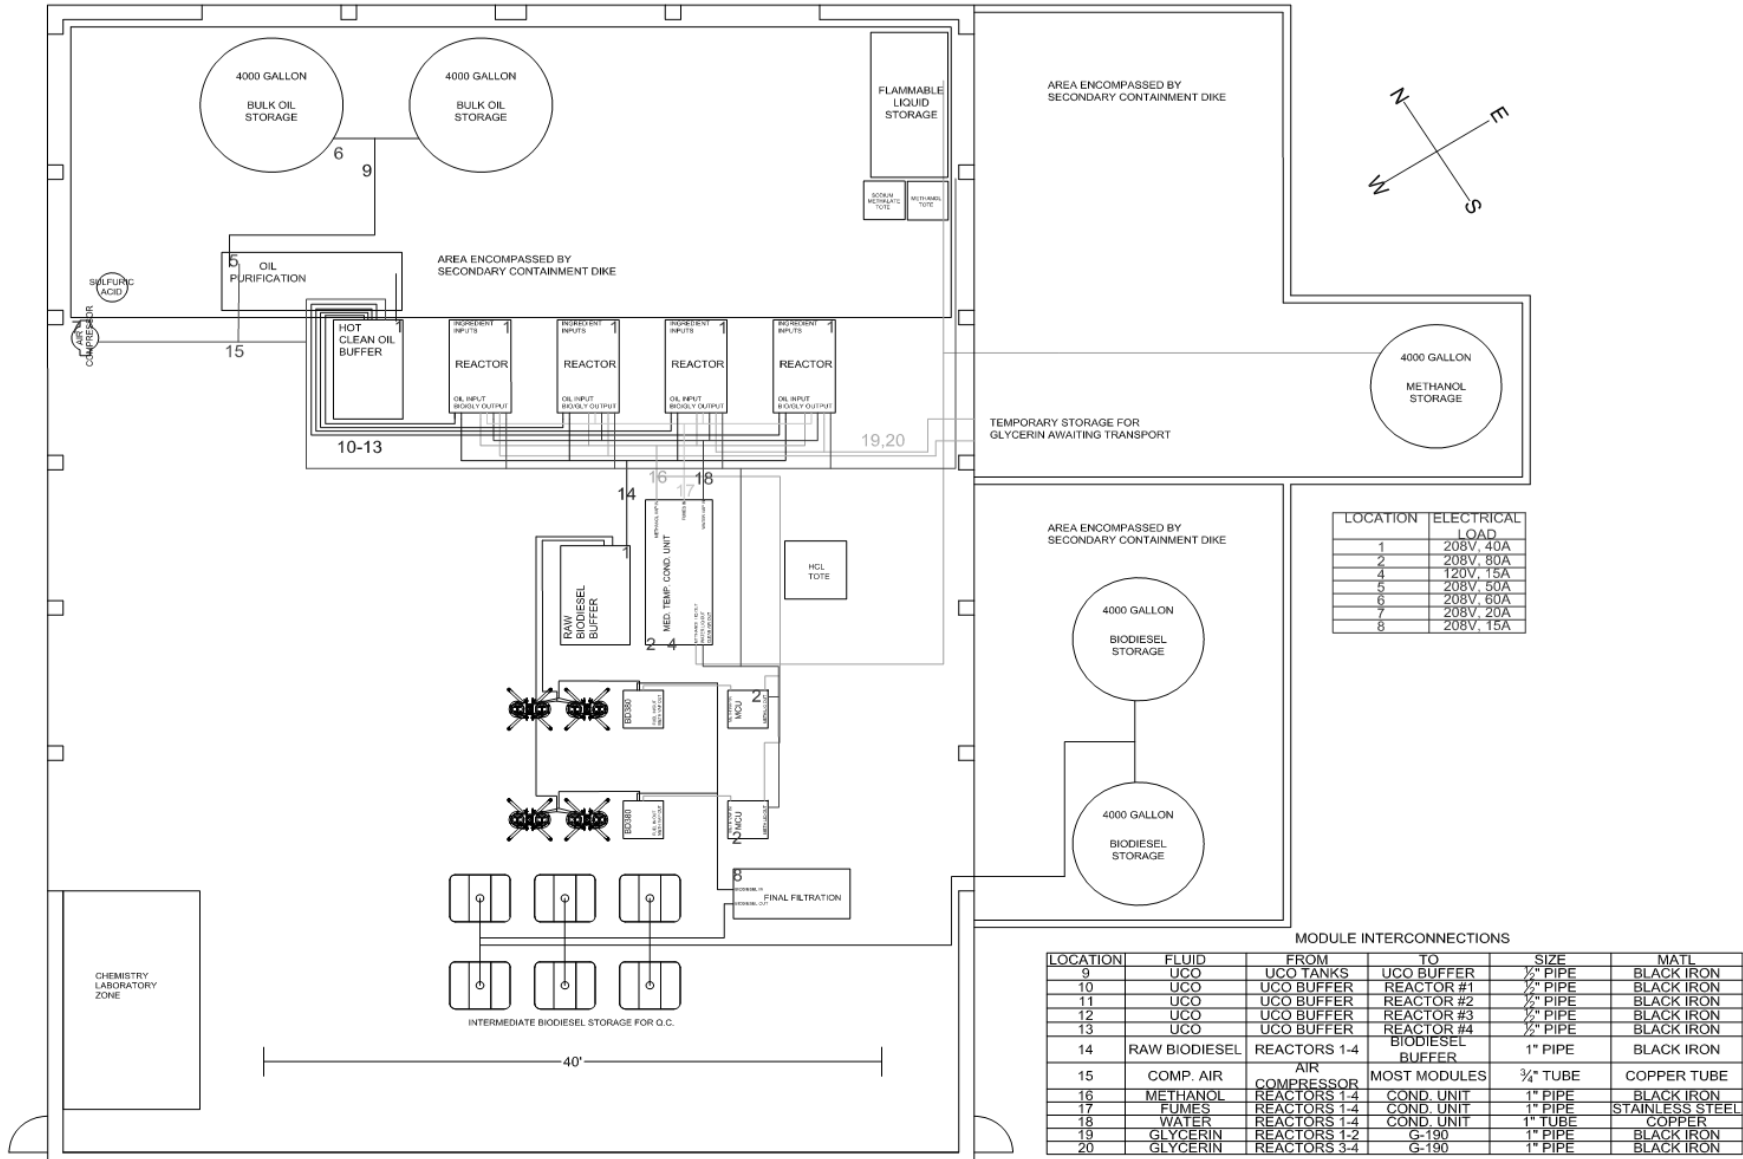 4000 GALLON
BULK OIL
STORAGE
4000 GALLON
BULK OIL
STORAGE
FLAMMABLE
LIQUID
STORAGE
AREA ENCOMPASSED BY
SECONDARY CONTAINMENT DIKE
N
E
W
S
6
9
SODIUM
METHALATE
TOTE
METHANOL
TOTE
5
OIL
PURIFICATION
AREA ENCOMPASSED BY
SECONDARY CONTAINMENT DIKE
SULFURIC
ACID
AIR
COMPRESSOR
15
HOT
CLEAN OIL
BUFFER
1
INGREDIENT
INPUTS
1
REACTOR
OIL INPUT
BIO/GLY OUTPUT
INGREDIENT
INPUTS
1
REACTOR
OIL INPUT
BIO/GLY OUTPUT
INGREDIENT
INPUTS
1
REACTOR
OIL INPUT
BIO/GLY OUTPUT
INGREDIENT
INPUTS
1
REACTOR
OIL INPUT
BIO/GLY OUTPUT
4000 GALLON
METHANOL
STORAGE
10-13
19,20
TEMPORARY STORAGE FOR
GLYCERIN AWAITING TRANSPORT
14
16
17
18
RAW
BIODIESEL
BUFFER
1
MED. TEMP. COND. UNIT
2 4
HCL
TOTE
AREA ENCOMPASSED BY
SECONDARY CONTAINMENT DIKE
4000 GALLON
BIODIESEL
STORAGE
4000 GALLON
BIODIESEL
STORAGE
LOCATION ELECTRICAL
LOAD
1 208V, 40A
2 208V, 80A
4 120V, 15A
5 208V, 50A
6 208V, 60A
7 208V, 20A
8 208V, 15A
BD380
MCU
2
BD380
MCU
2
8
BIODIESEL IN
BIODIESEL OUT
FINAL FILTRATION
CHEMISTRY
LABORATORY
ZONE
INTERMEDIATE BIODIESEL STORAGE FOR Q.C.
40'
MODULE INTERCONNECTIONS
LOCATION FLUID FROM TO SIZE MATL
9 UCO UCO TANKS UCO BUFFER ½" PIPE BLACK IRON
10 UCO UCO BUFFER REACTOR #1 ½" PIPE BLACK IRON
11 UCO UCO BUFFER REACTOR #2 ½" PIPE BLACK IRON
12 UCO UCO BUFFER REACTOR #3 ½" PIPE BLACK IRON
13 UCO UCO BUFFER REACTOR #4 ½" PIPE BLACK IRON
14 RAW BIODIESEL REACTORS 1-4 BIODIESEL BUFFER 1" PIPE BLACK IRON
15 COMP. AIR AIR COMPRESSOR MOST MODULES ¾" TUBE COPPER TUBE
16 METHANOL REACTORS 1-4 COND. UNIT 1" PIPE BLACK IRON
17 FUMES REACTORS 1-4 COND. UNIT 1" PIPE STAINLESS STEEL
18 WATER REACTORS 1-4 COND. UNIT 1" TUBE COPPER
19 GLYCERIN REACTORS 1-2 G-190 1" PIPE BLACK IRON
20 GLYCERIN REACTORS 3-4 G-190 1" PIPE BLACK IRON